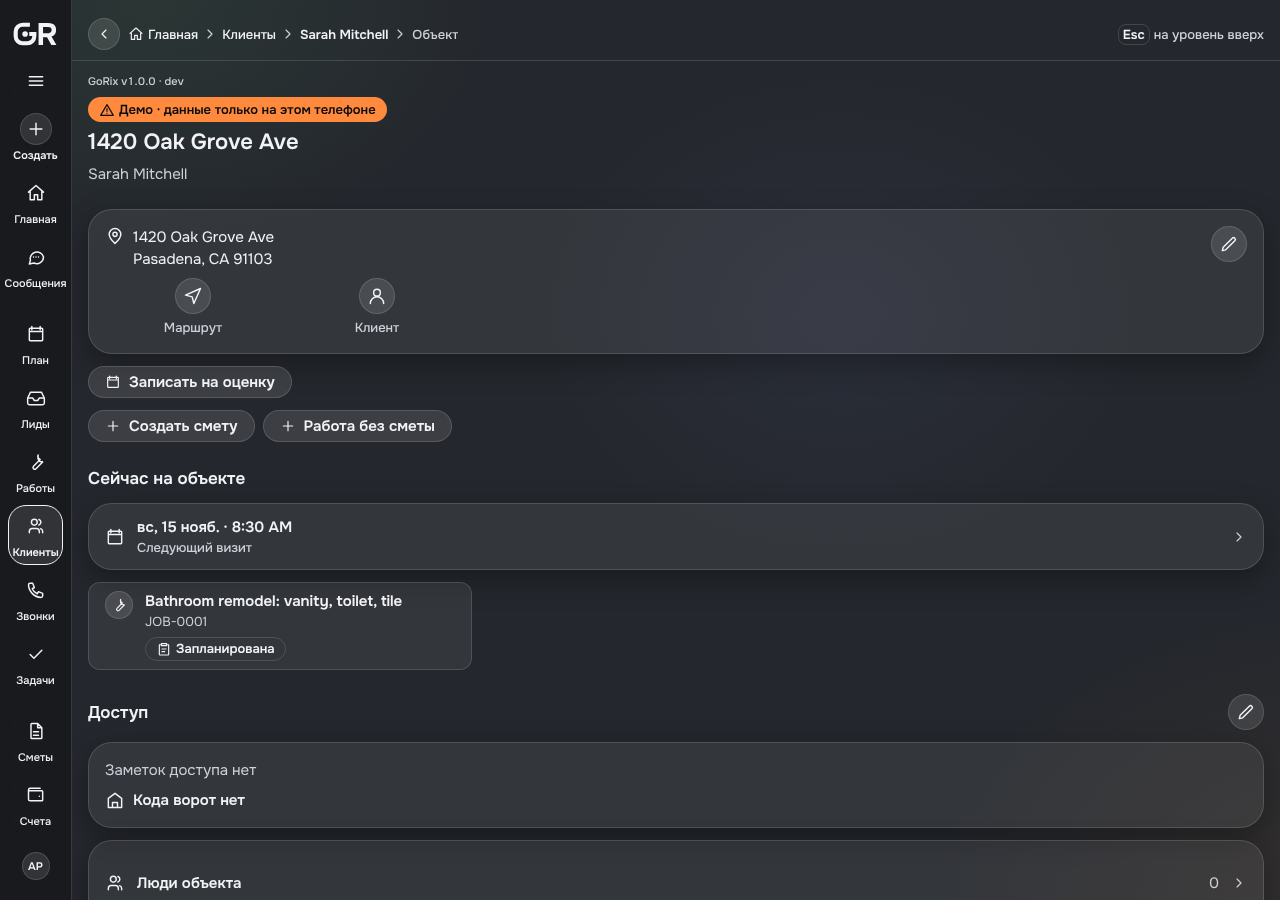 GR
Главная
Клиенты
Sarah Mitchell
Объект
Esc на уровень вверх
GoRix v1.0.0 · dev
Демо · данные только на этом телефоне
1420 Oak Grove Ave
Sarah Mitchell
1420 Oak Grove Ave
Pasadena, CA 91103
Маршрут
Клиент
Записать на оценку
Создать смету
Работа без сметы
Сейчас на объекте
вс, 15 нояб. · 8:30 AM
Следующий визит
Bathroom remodel: vanity, toilet, tile
JOB-0001
Запланирована
Доступ
Заметок доступа нет
Кода ворот нет
Люди объекта
0
Создать
Главная
Сообщения
План
Лиды
Работы
Клиенты
Звонки
Задачи
Сметы
Счета
AP